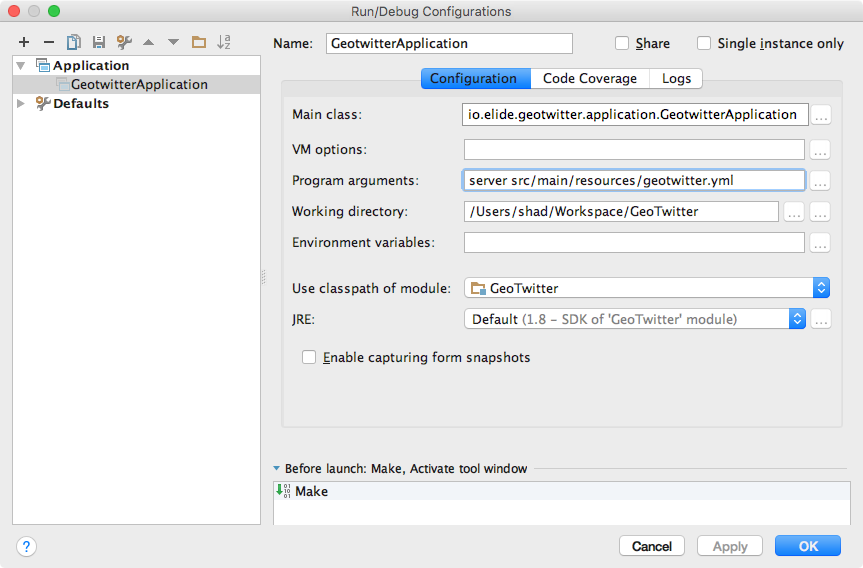 Run/Debug Configurations
Name: GeotwitterApplication Share Single instance only
Application
GeotwitterApplication
Defaults
Configuration Code Coverage Logs
Main class: io.elide.geotwitter.application.GeotwitterApplication ...
VM options: ...
Program arguments: server src/main/resources/geotwitter.yml ...
Working directory: /Users/shad/Workspace/GeoTwitter ... ...
Environment variables: ...
Use classpath of module: GeoTwitter
JRE: Default (1.8 – SDK of 'GeoTwitter' module) ...
Enable capturing form snapshots
Before launch: Make, Activate tool window
Make
? Cancel Apply OK